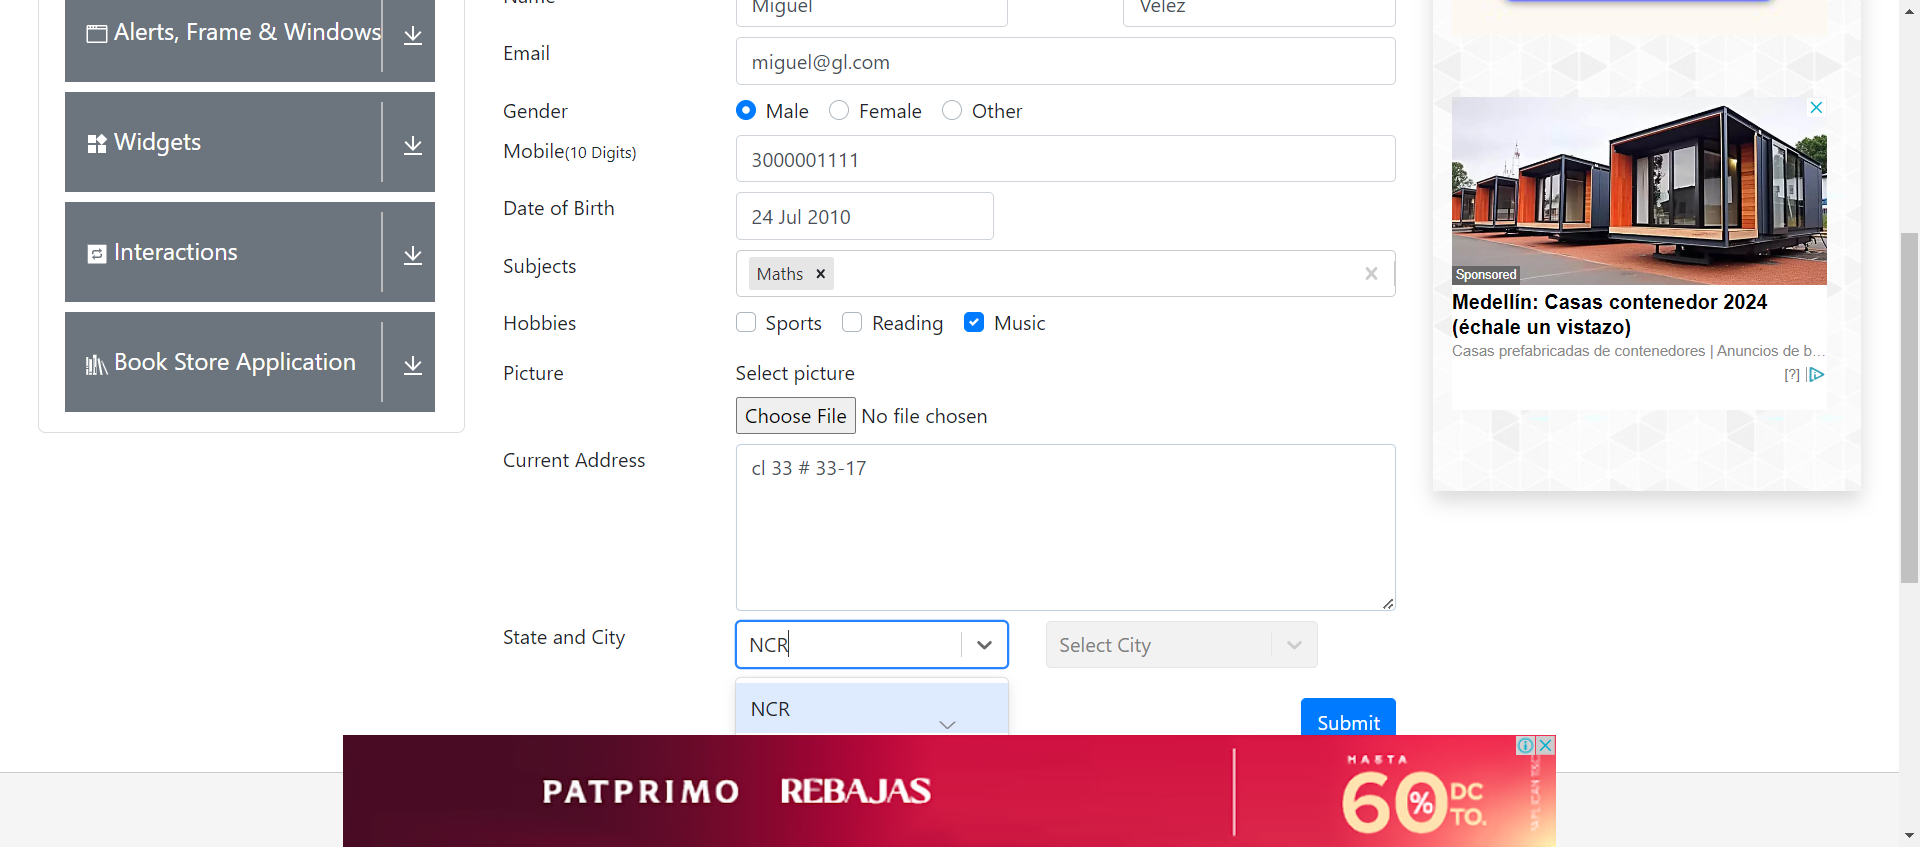 Alerts, Frame & Windows
Widgets
Interactions
Book Store Application
Name
Miguel
Velez
Email
miguel@gl.com
Gender
Male
Female
Other
Mobile(10 Digits)
3000001111
Date of Birth
24 Jul 2010
Subjects
Maths
Hobbies
Sports
Reading
Music
Picture
Select picture
Choose File No file chosen
Current Address
cl 33 # 33-17
State and City
NCR
Select City
NCR
Submit
Sponsored
Medellín: Casas contenedor 2024
(échale un vistazo)
Casas prefabricadas de contenedores | Anuncios de b...
[?]
PATPRIMO REBAJAS
HASTA
60% DC
TO.